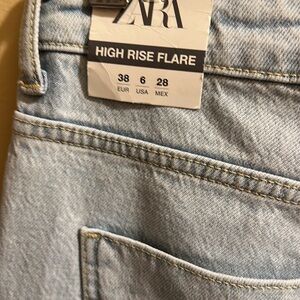 ZARA
HIGH RISE FLARE
38 6 28
EUR USA MEX